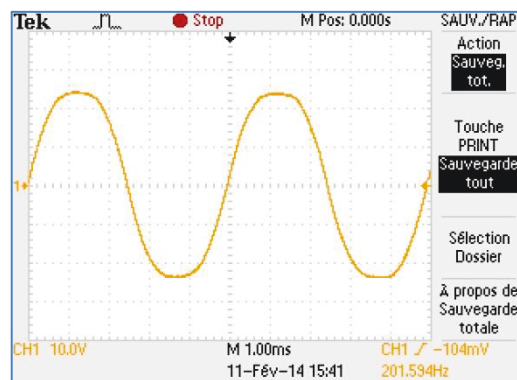 Tek Stop M Pos: 0.000s SAUV./RAP
Action
Sauveg.
tot.
Touche
PRINT
Sauvegarde
tout
1
Sélection
Dossier
À propos de
Sauvegarde
totale
CH1 10.0V M 1.00ms CH1 -104mV
11-Fév-14 15:41 201.594Hz